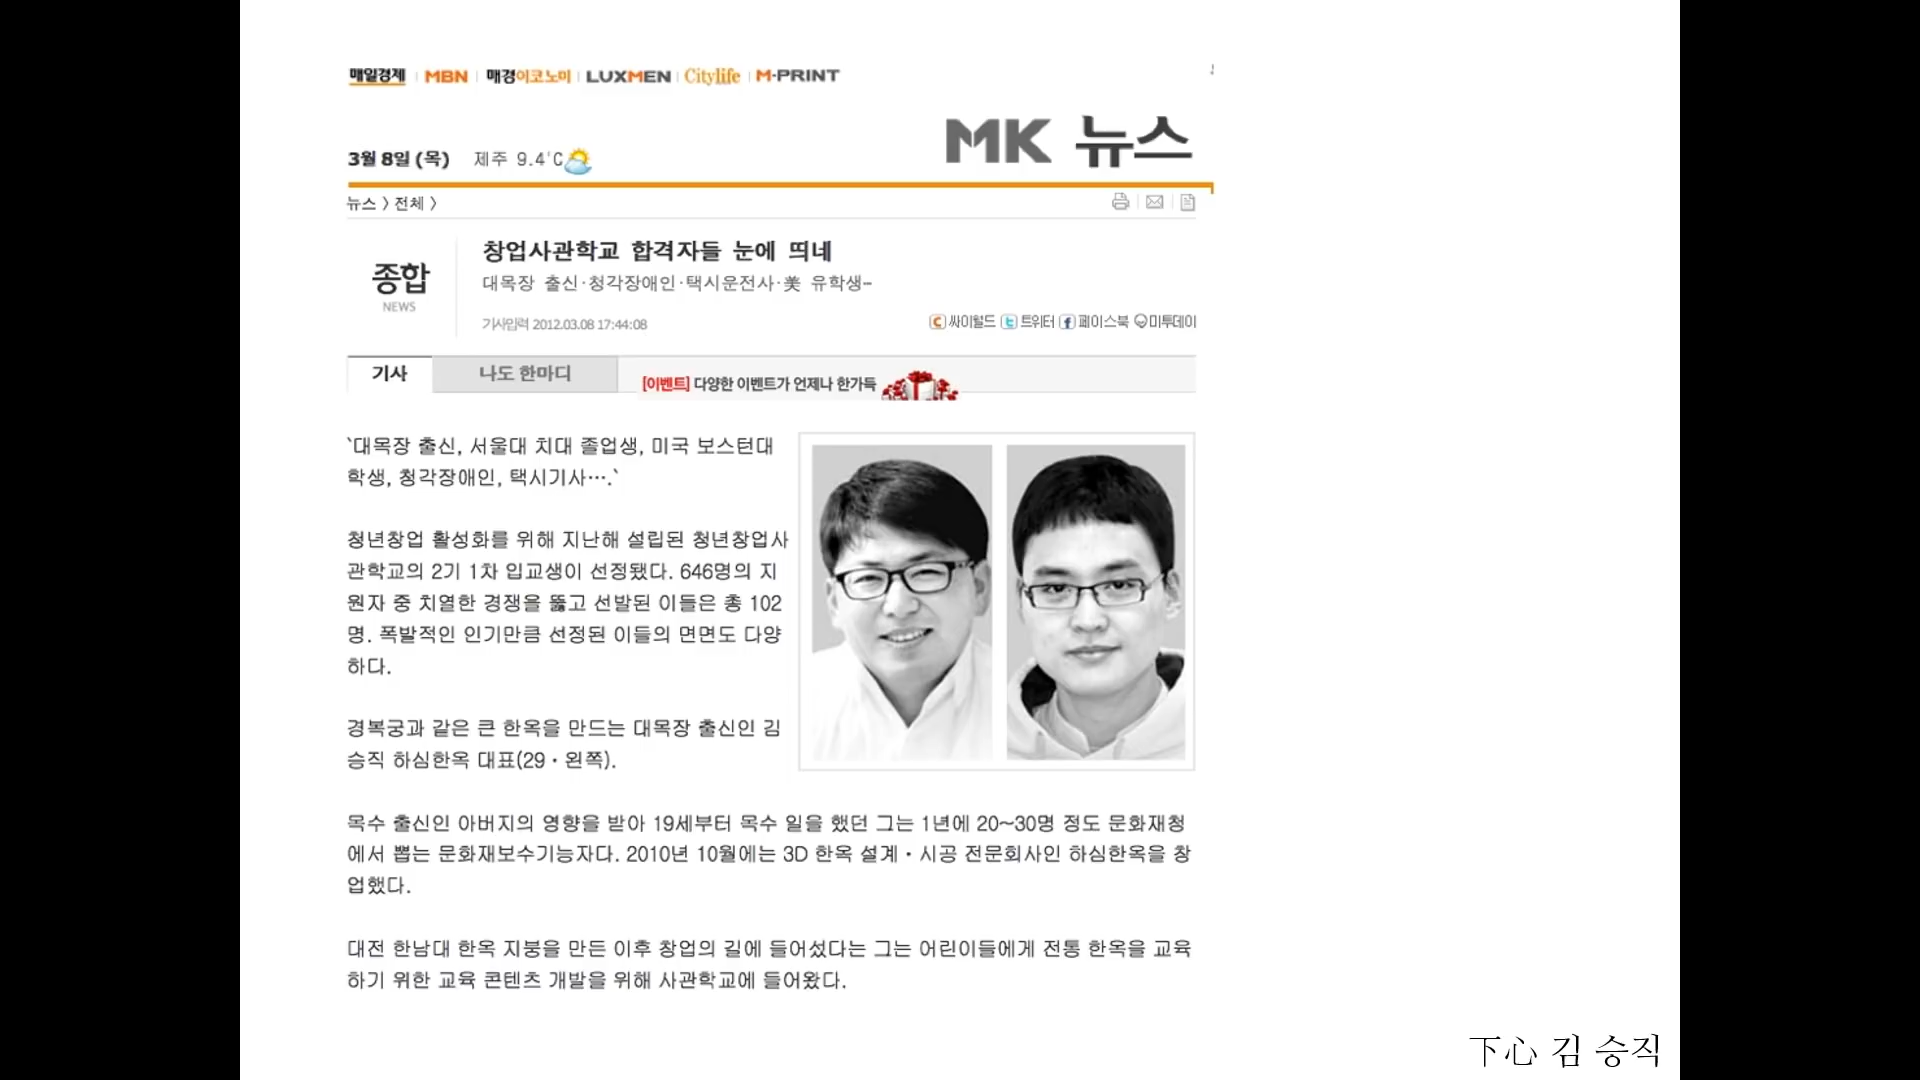 매일경제 MBN 매경이코노미 LUXMEN Citylife M-PRINT
MK 뉴스
3월 8일 (목) 제주 9.4°C
뉴스 > 전체 >
종합
NEWS
창업사관학교 합격자들 눈에 띄네
대목장 출신·청각장애인·택시운전사·美 유학생…
기사입력 2012.03.08 17:44:08
싸이월드 트위터 페이스북 미투데이
기사 나도 한마디 [이벤트] 다양한 이벤트가 언제나 한가득
`대목장 출신, 서울대 치대 졸업생, 미국 보스턴대
학생, 청각장애인, 택시기사….`
청년창업 활성화를 위해 지난해 설립된 청년창업사
관학교의 2기 1차 입교생이 선정됐다. 646명의 지
원자 중 치열한 경쟁을 뚫고 선발된 이들은 총 102
명. 폭발적인 인기만큼 선정된 이들의 면면도 다양
하다.
경복궁과 같은 큰 한옥을 만드는 대목장 출신인 김
승직 하심한옥 대표(29·왼쪽).
목수 출신인 아버지의 영향을 받아 19세부터 목수 일을 했던 그는 1년에 20~30명 정도 문화재청
에서 뽑는 문화재보수기능자다. 2010년 10월에는 3D 한옥 설계·시공 전문회사인 하심한옥을 창
업했다.
대전 한남대 한옥 지붕을 만든 이후 창업의 길에 들어섰다는 그는 어린이들에게 전통 한옥을 교육
하기 위한 교육 콘텐츠 개발을 위해 사관학교에 들어왔다.
下心 김 승직